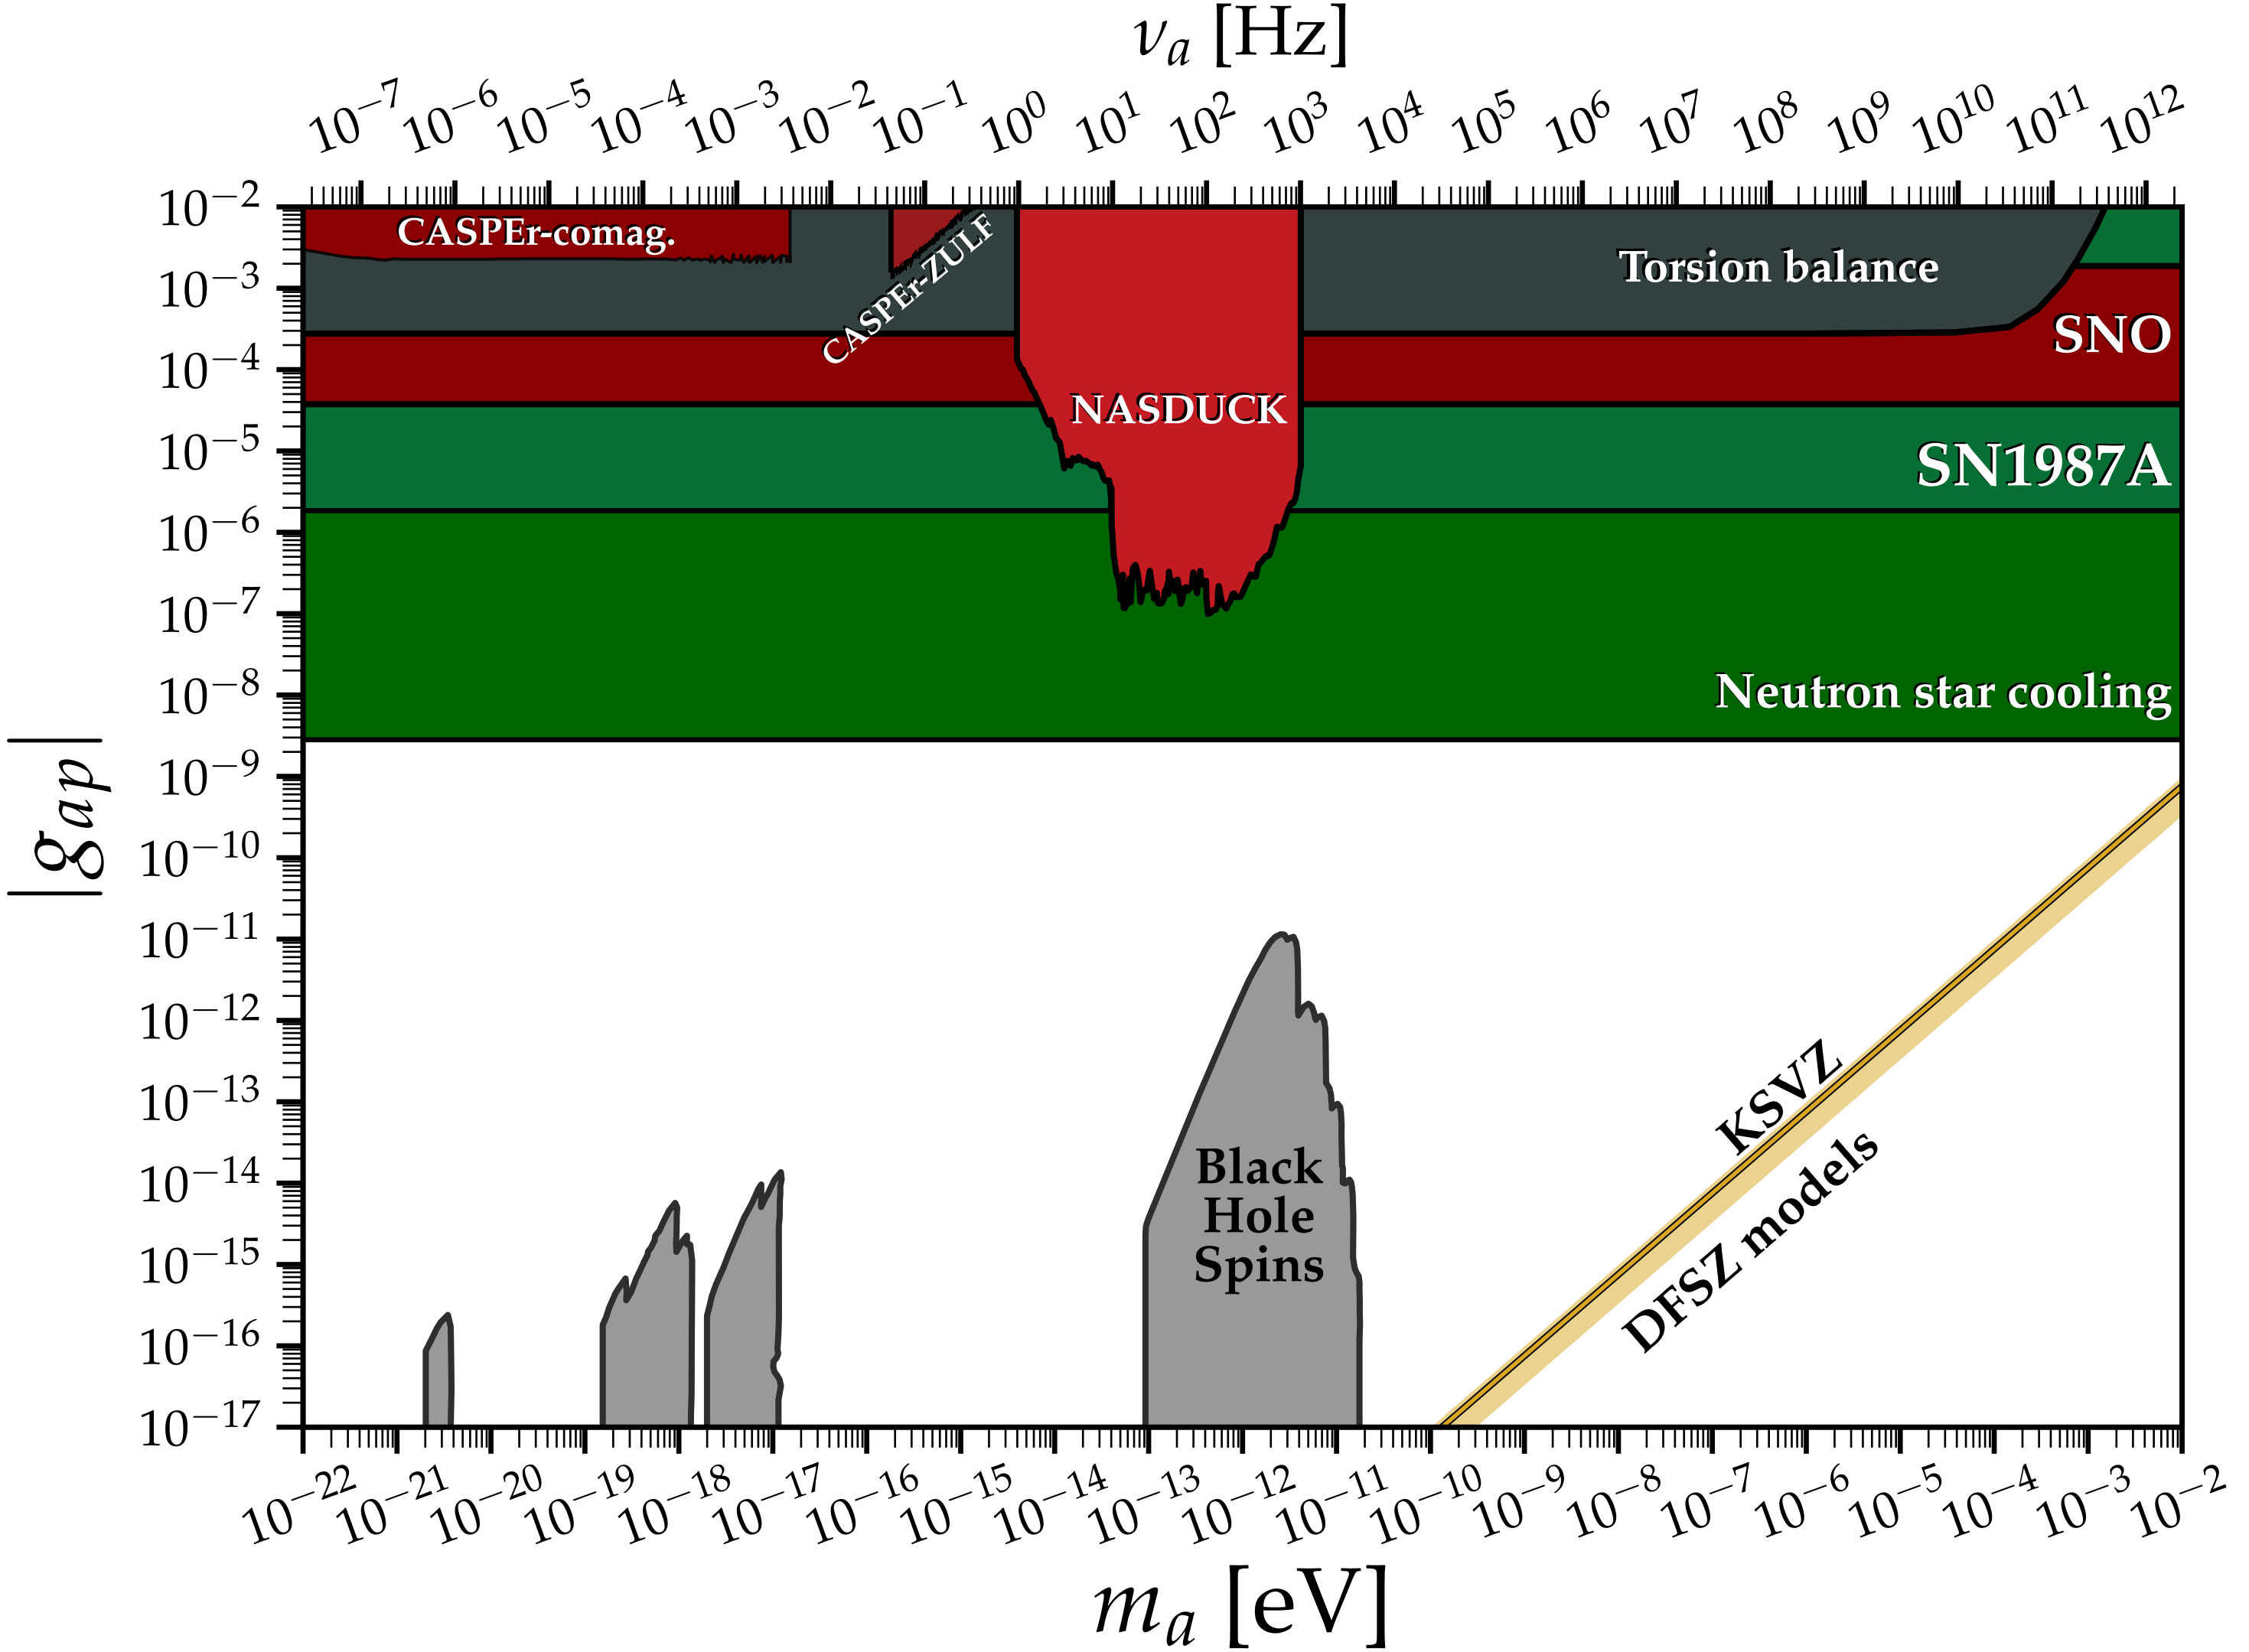 ν_a [Hz]
10^−7 10^−6 10^−5 10^−4 10^−3 10^−2 10^−1 10^0 10^1 10^2 10^3 10^4 10^5 10^6 10^7 10^8 10^9 10^10 10^11 10^12
10^−2
10^−3
10^−4
10^−5
10^−6
10^−7
10^−8
10^−9
10^−10
10^−11
10^−12
10^−13
10^−14
10^−15
10^−16
10^−17
|g_ap|
CASPEr-comag.
CASPEr-ZULF
Torsion balance
SNO
NASDUCK
SN1987A
Neutron star cooling
KSVZ
DFSZ models
Black
Hole
Spins
10^−22 10^−21 10^−20 10^−19 10^−18 10^−17 10^−16 10^−15 10^−14 10^−13 10^−12 10^−11 10^−10 10^−9 10^−8 10^−7 10^−6 10^−5 10^−4 10^−3 10^−2
m_a [eV]